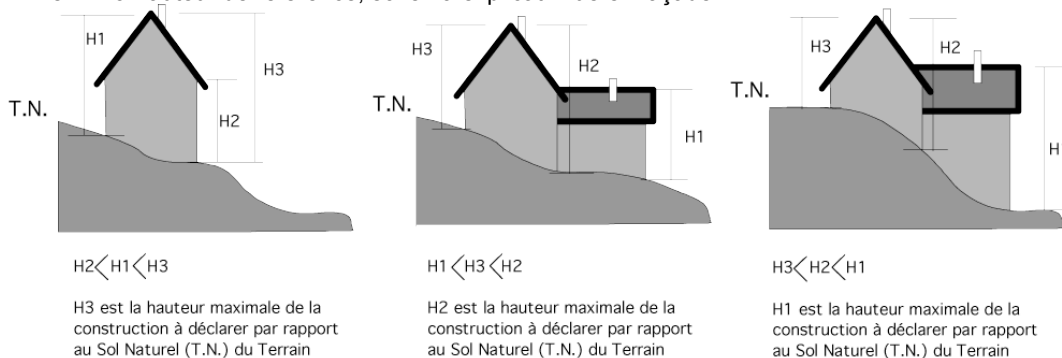 H1
H3
H2
T.N.
H2<H1<H3
H3 est la hauteur maximale de la
construction à déclarer par rapport
au Sol Naturel (T.N.) du Terrain
H3
H2
H1
T.N.
H1<H3<H2
H2 est la hauteur maximale de la
construction à déclarer par rapport
au Sol Naturel (T.N.) du Terrain
H3
H2
H
T.N.
H3<H2<H1
H1 est la hauteur maximale de la
construction à déclarer par rapport
au Sol Naturel (T.N.) du Terrain